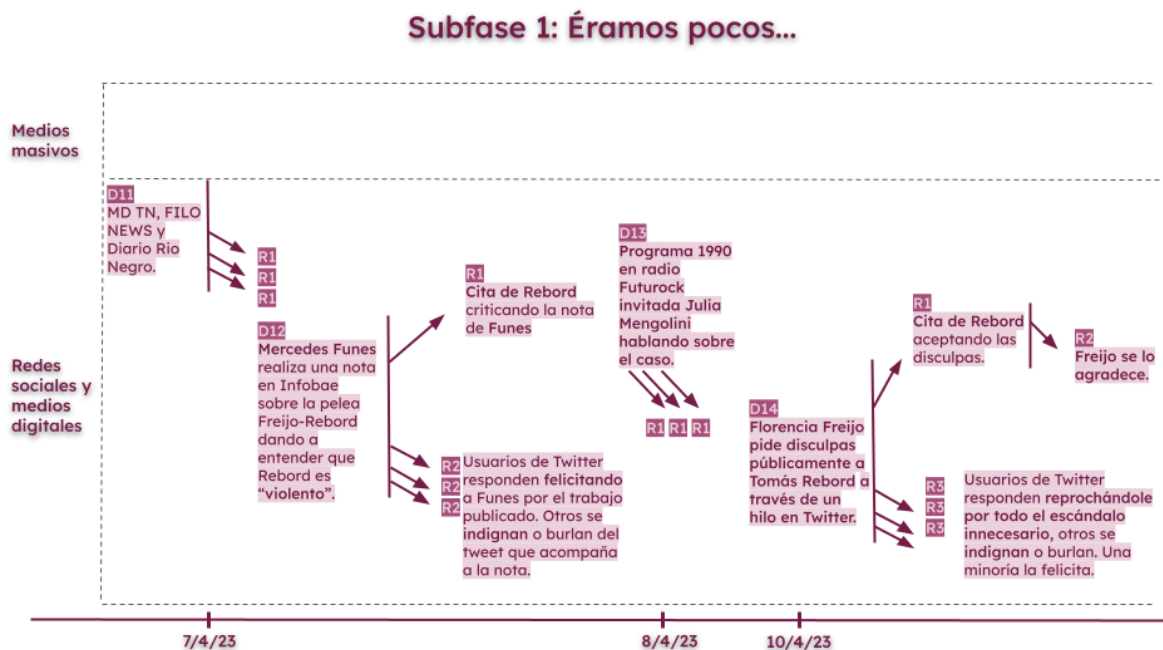 Subfase 1: Éramos pocos...
Medios
masivos
Redes
sociales y
medios
digitales
D11
MD TN, FILO
NEWS y
Diario Rio
Negro.
R1
R1
R1
D12
Mercedes Funes
realiza una nota
en Infobae
sobre la pelea
Freijo-Rebord
dando a
entender que
Rebord es
“violento”.
R1
Cita de Rebord
criticando la nota
de Funes
R2
R2
R2
Usuarios de Twitter
responden felicitando
a Funes por el trabajo
publicado. Otros se
indignan o burlan del
tweet que acompaña
a la nota.
D13
Programa 1990
en radio
Futurock
invitada Julia
Mengolini
hablando sobre
el caso.
R1 R1 R1
D14
Florencia Freijo
pide disculpas
públicamente a
Tomás Rebord a
través de un
hilo en Twitter.
R1
Cita de Rebord
aceptando las
disculpas.
R2
Freijo se lo
agradece.
R3
R3
R3
Usuarios de Twitter
responden reprochándole
por todo el escándalo
innecesario, otros se
indignan o burlan. Una
minoría la felicita.
7/4/23
8/4/23
10/4/23